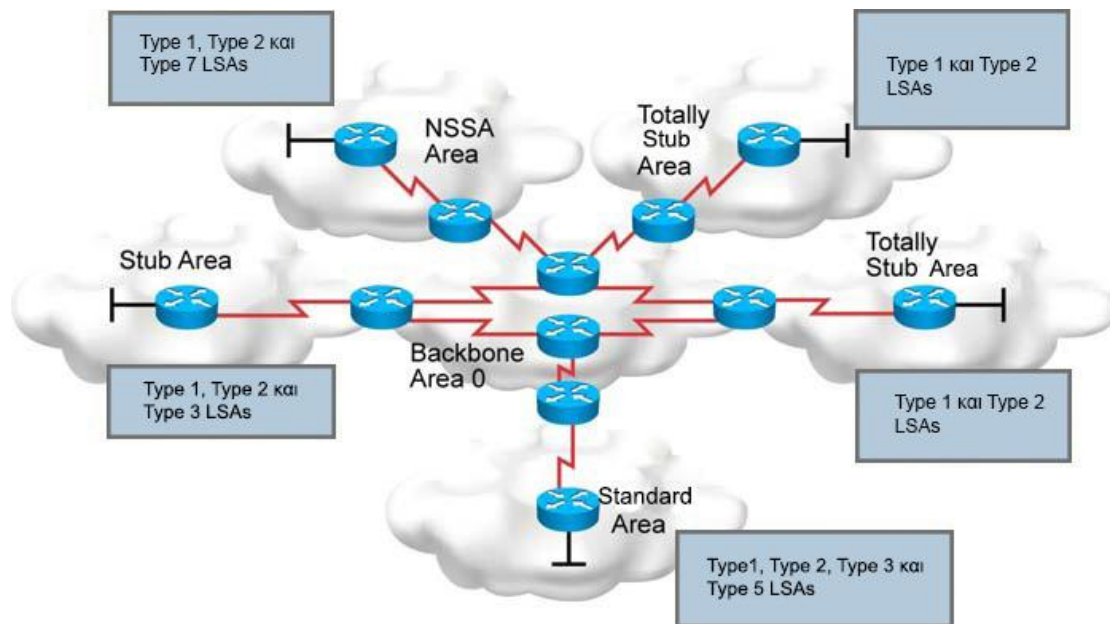 Type 1, Type 2 και
Type 7 LSAs
Type 1 και Type 2
LSAs
NSSA
Area
Totally
Stub
Area
Stub Area
Totally
Stub Area
Backbone
Area 0
Type 1, Type 2 και
Type 3 LSAs
Type 1 και Type 2
LSAs
Standard
Area
Type1, Type 2, Type 3 και
Type 5 LSAs